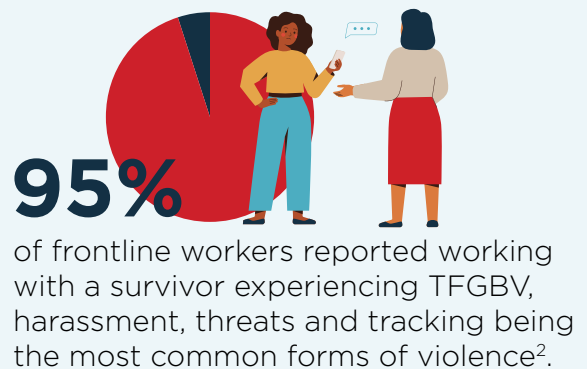 95%
of frontline workers reported working
with a survivor experiencing TFGBV,
harassment, threats and tracking being
the most common forms of violence².